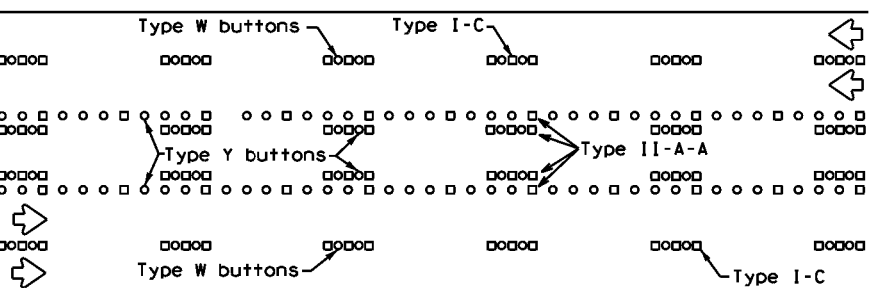 Type W buttons
Type I-C
Type Y buttons
Type II-A-A
Type W buttons
Type I-C